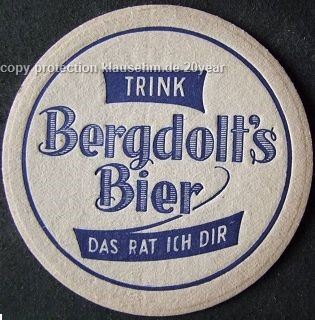 copy protection klausehm.de.20year
TRINK
Bergdolt's
Bier
DAS RAT ICH DIR